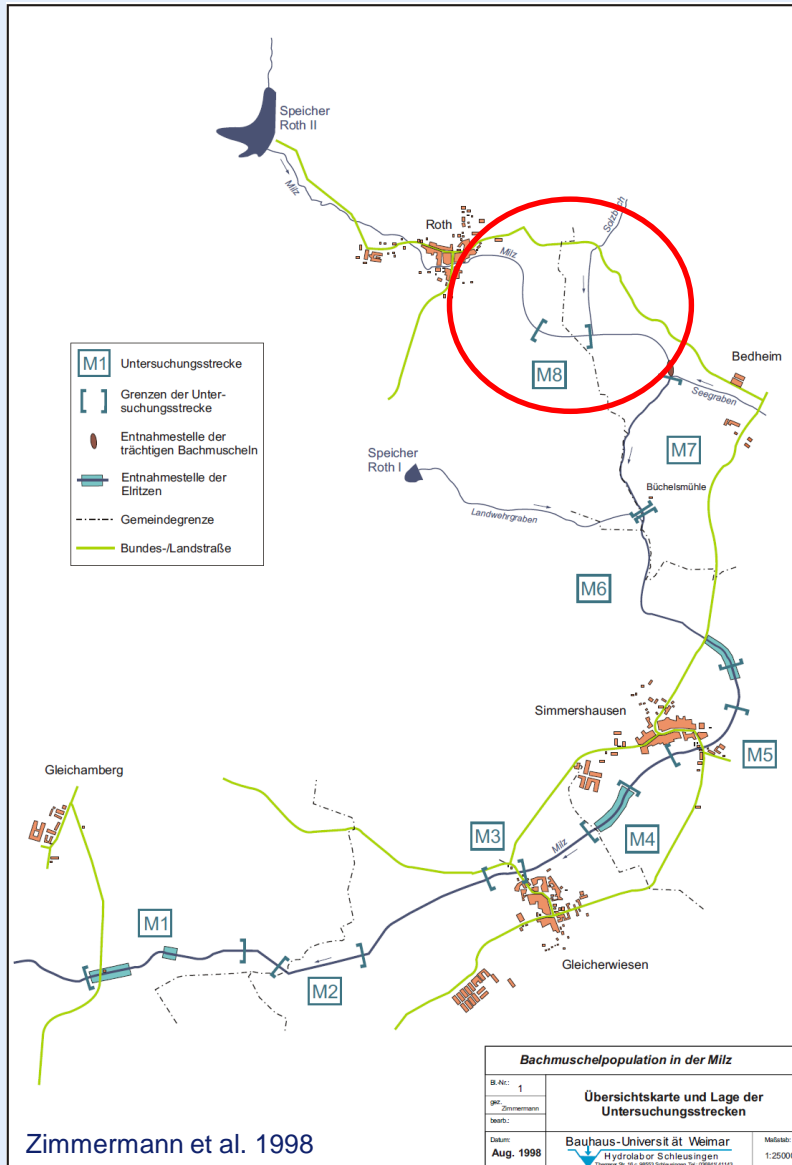 Speicher
Roth II
Milz
Roth
Milz
Solzbach
M8
Bedheim
Seegraben
M1 Untersuchungsstrecke
Grenzen der Unter-
suchungsstrecke
Entnahmestelle der
trächtigen Bachmuscheln
Entnahmestelle der
Elritzen
Gemeindegrenze
Bundes-/Landstraße
Speicher
Roth I
M7
Büchelsmühle
Landwehrgraben
M6
Simmershausen
M5
Gleichamberg
M3
Milz
M4
M1
Gleicherwiesen
M2
Bachmuschelpopulation in der Milz
Bl.-Nr.: 1
gez. Zimmermann
bearb.:
Übersichtskarte und Lage der
Untersuchungsstrecken
Datum:
Aug. 1998
Bauhaus-Universität Weimar
Hydrolabor Schleusingen
Maßstab:
1:25000
Zimmermann et al. 1998